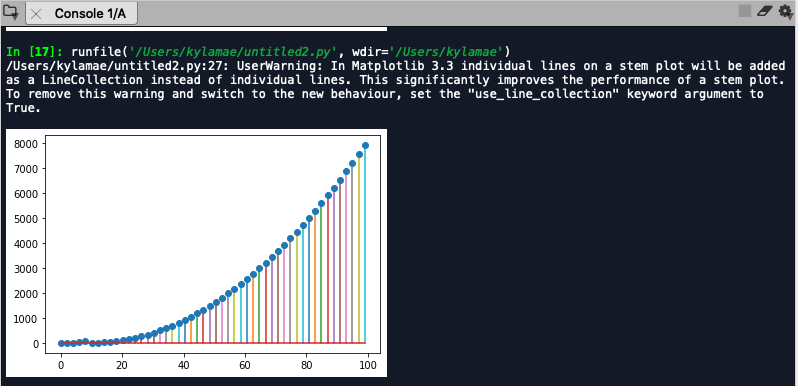 Console 1/A
In [17]: runfile('/Users/kylamae/untitled2.py', wdir='/Users/kylamae')
/Users/kylamae/untitled2.py:27: UserWarning: In Matplotlib 3.3 individual lines on a stem plot will be added
as a LineCollection instead of individual lines. This significantly improves the performance of a stem plot.
To remove this warning and switch to the new behaviour, set the "use_line_collection" keyword argument to
True.
8000
7000
6000
5000
4000
3000
2000
1000
0
0 20 40 60 80 100